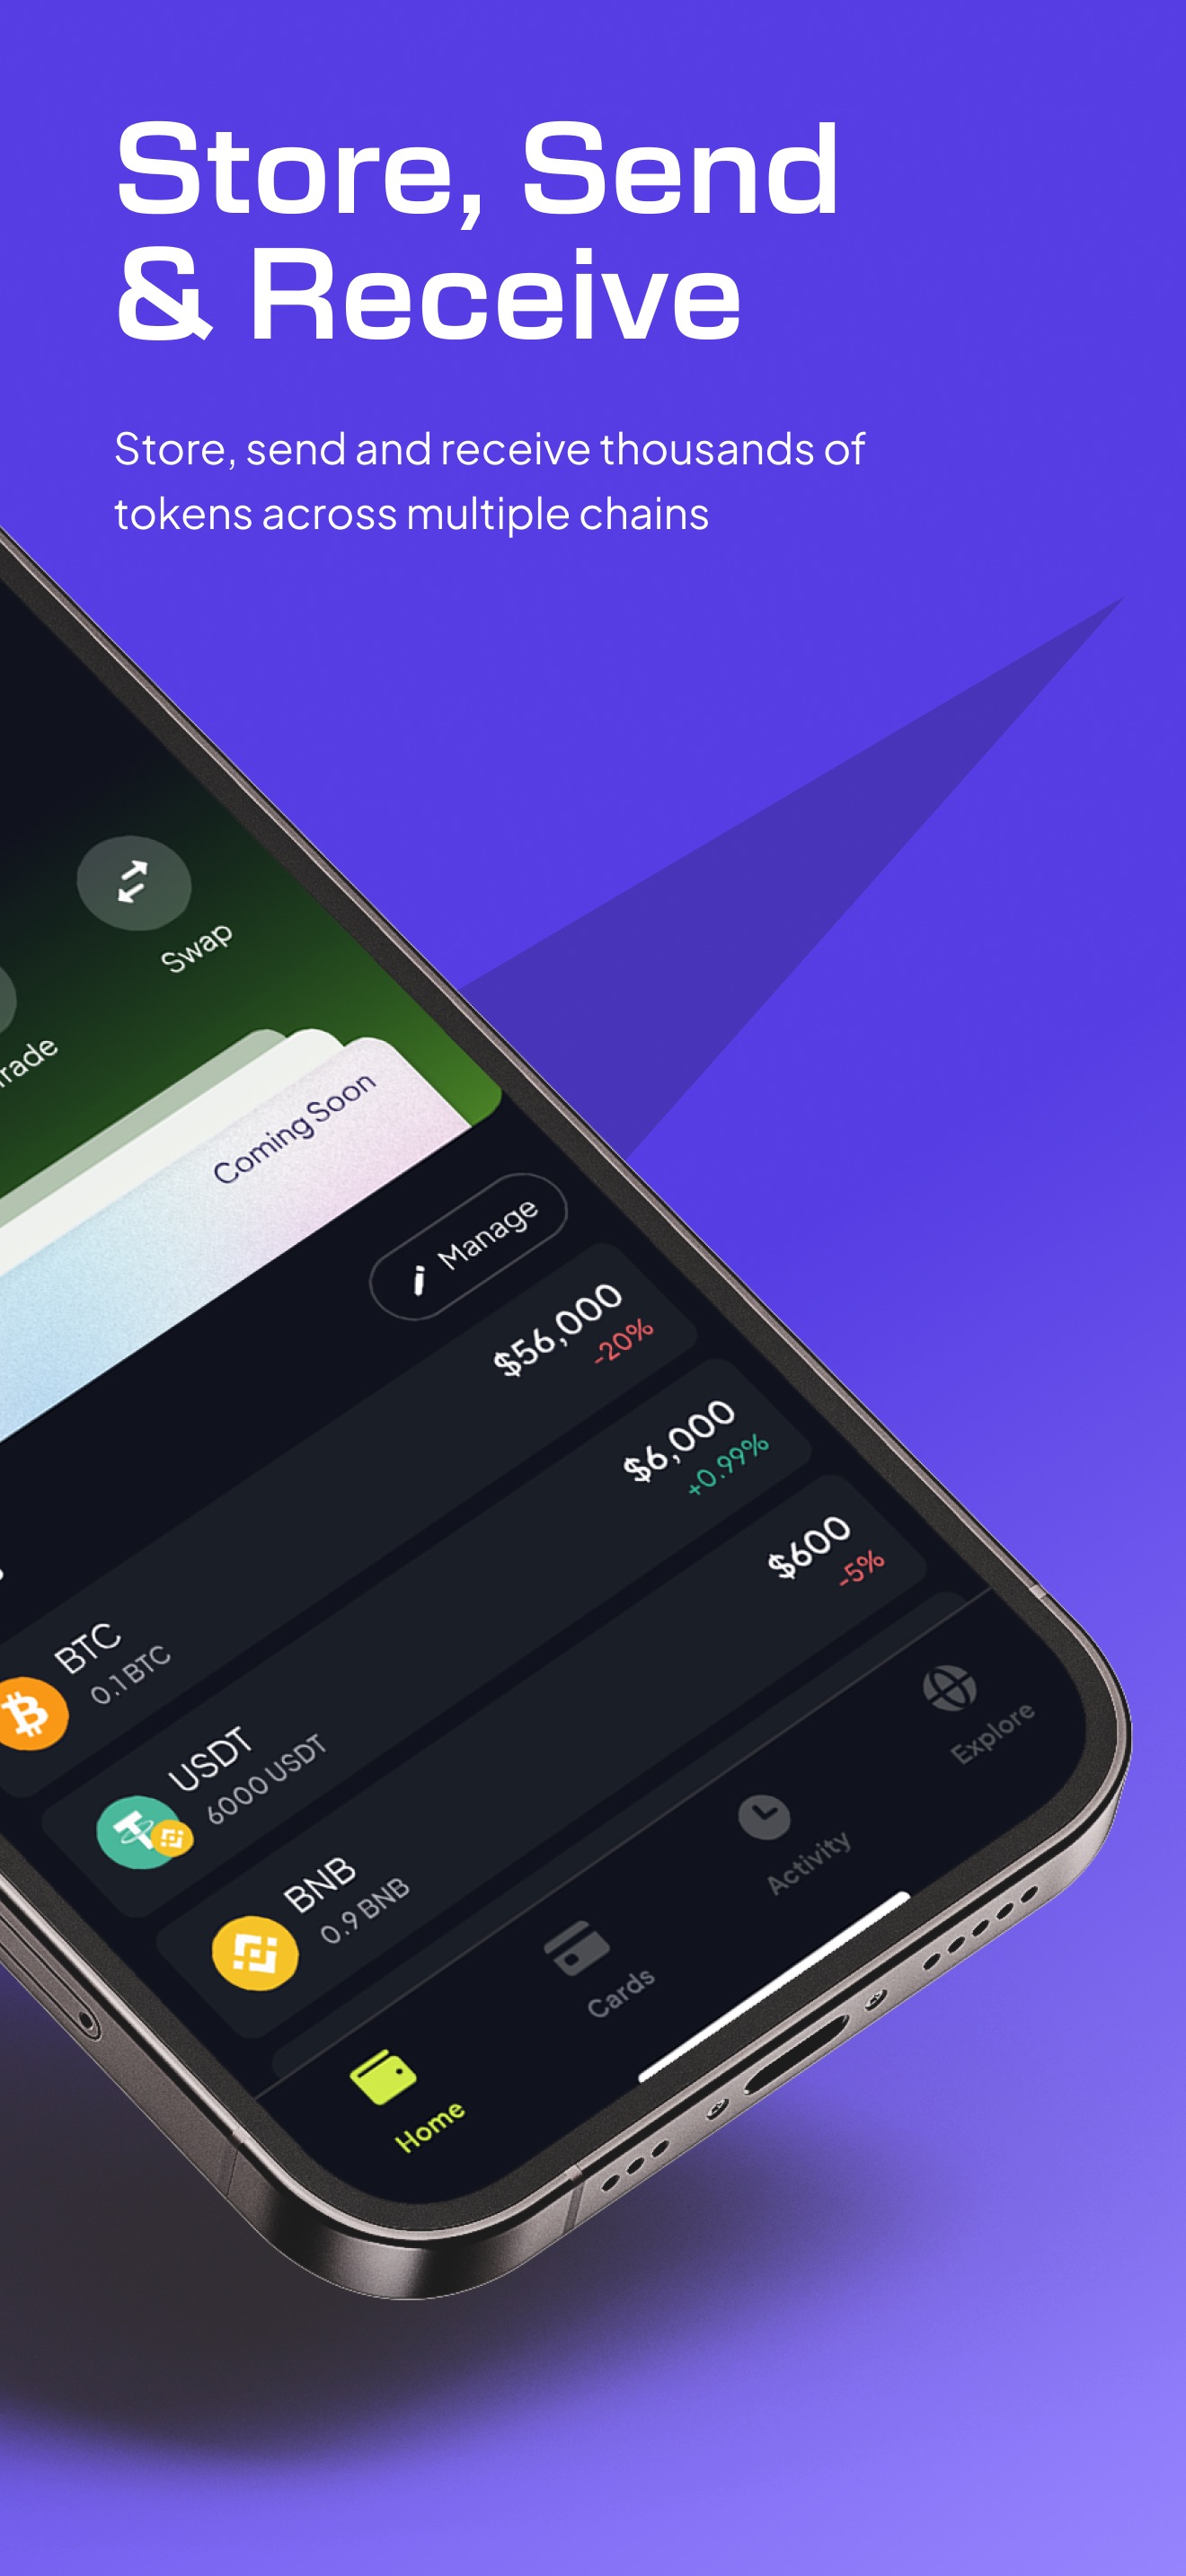 Store, Send
& Receive
Store, send and receive thousands of
tokens across multiple chains
Swap
Coming Soon
Manage
$56,000
-20%
BTC
0.1 BTC
$6,000
+0.99%
USDT
6000 USDT
$600
-5%
BNB
0.9 BNB
Home
Cards
Activity
Explore